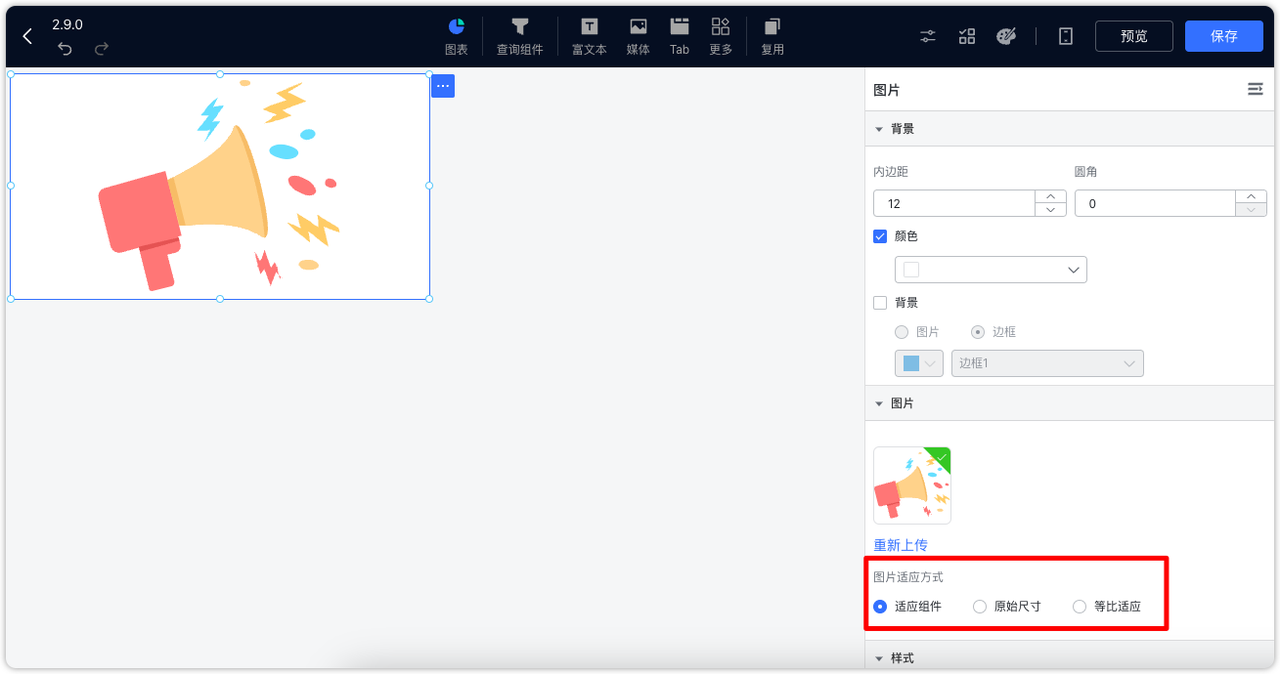 2.9.0
图表
查询组件
富文本
媒体
Tab
更多
复用
预览
保存
图片
背景
内边距 圆角
12 0
颜色
背景
图片 边框
边框1
图片
重新上传
图片适应方式
适应组件 原始尺寸 等比适应
样式